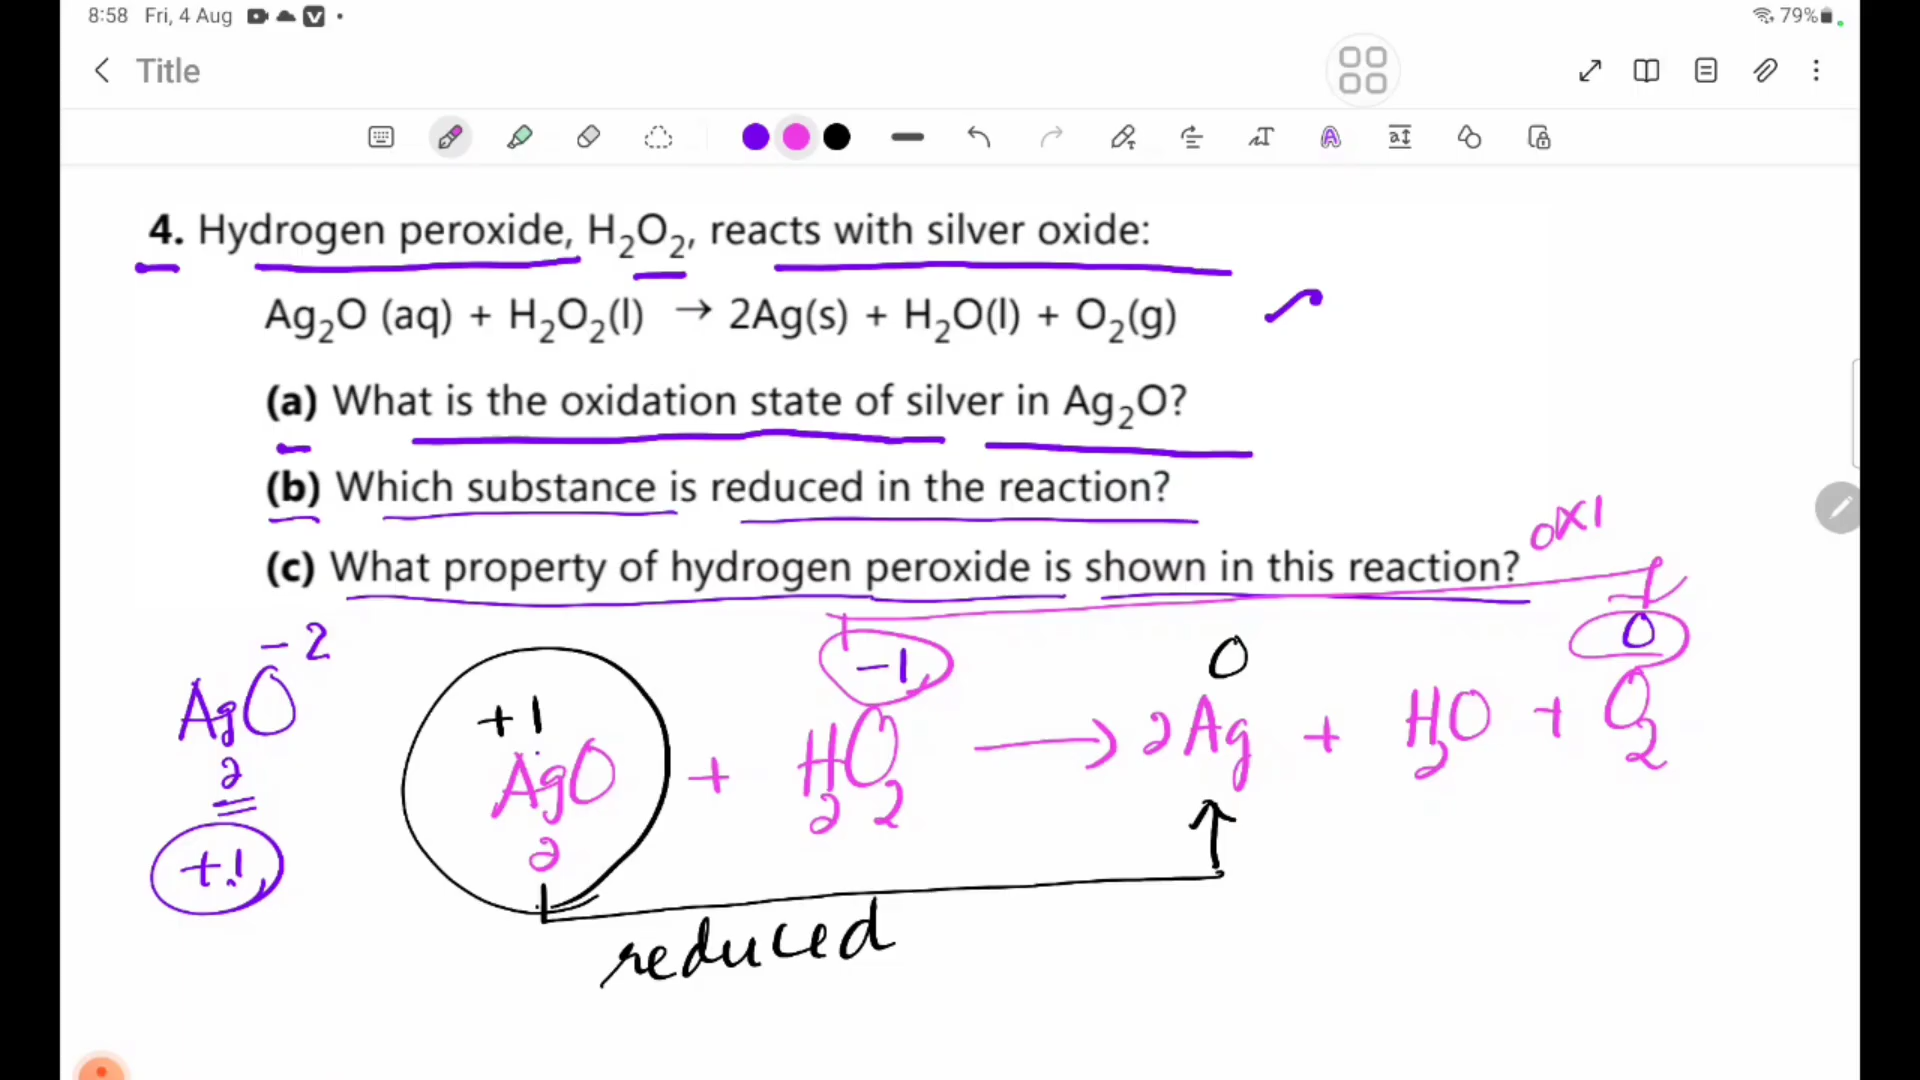 8:58 Fri, 4 Aug V 79%
Title
A a T
4. Hydrogen peroxide, H₂O₂, reacts with silver oxide:
Ag₂O (aq) + H₂O₂(l) → 2Ag(s) + H₂O(l) + O₂(g)
(a) What is the oxidation state of silver in Ag₂O?
(b) Which substance is reduced in the reaction?
(c) What property of hydrogen peroxide is shown in this reaction?
oxi
-2
Ag₂O
+1
+1 -1 0 0
Ag₂O + H₂O₂ → 2Ag + H₂O + O₂
reduced